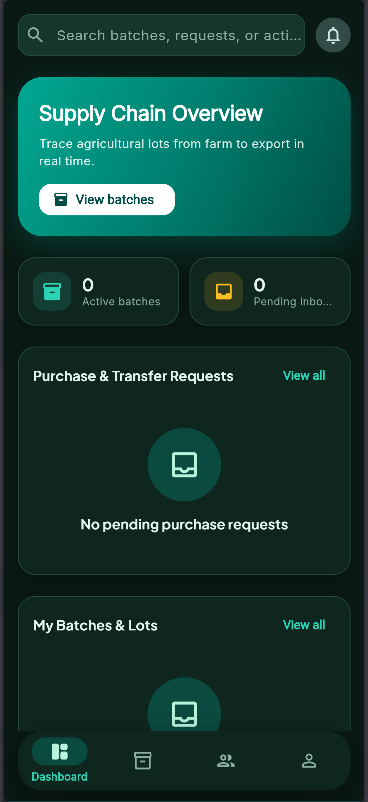 Search batches, requests, or acti...
Supply Chain Overview
Trace agricultural lots from farm to export in
real time.
View batches
0
Active batches
0
Pending Inbo...
Purchase & Transfer Requests
View all
No pending purchase requests
My Batches & Lots
View all
Dashboard